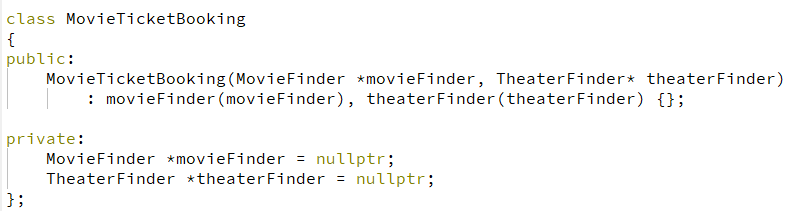 class MovieTicketBooking
{
public:
    MovieTicketBooking(MovieFinder *movieFinder, TheaterFinder* theaterFinder)
        : movieFinder(movieFinder), theaterFinder(theaterFinder) {};

private:
    MovieFinder *movieFinder = nullptr;
    TheaterFinder *theaterFinder = nullptr;
};